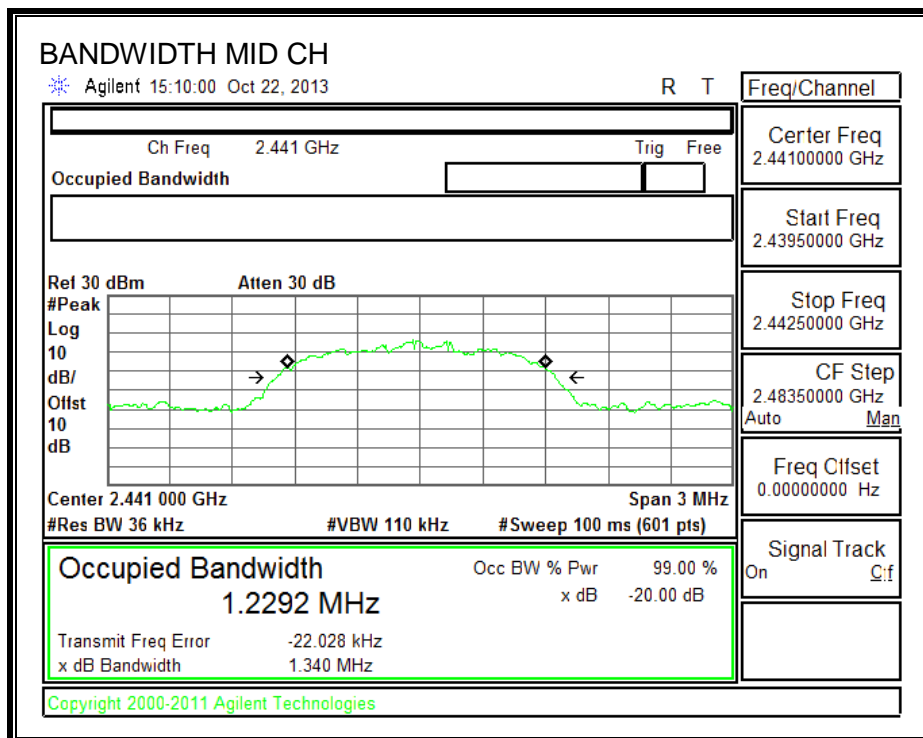 BANDWIDTH MID CH
Agilent 15:10:00 Oct 22, 2013 R T
Ch Freq 2.441 GHz Trig Free
Occupied Bandwidth
Ref 30 dBm Atten 30 dB
#Peak
Log
10
dB/
Offst
10
dB
Center 2.441 000 GHz Span 3 MHz
#Res BW 36 kHz #VBW 110 kHz #Sweep 100 ms (601 pts)
Occupied Bandwidth
1.2292 MHz
Occ BW % Pwr 99.00 %
x dB -20.00 dB
Transmit Freq Error -22.028 kHz
x dB Bandwidth 1.340 MHz
Copyright 2000-2011 Agilent Technologies
Freq/Channel
Center Freq
2.44100000 GHz
Start Freq
2.43950000 GHz
Stop Freq
2.44250000 GHz
CF Step
2.48350000 GHz
Auto Man
Freq Offset
0.00000000 Hz
Signal Track
On Off